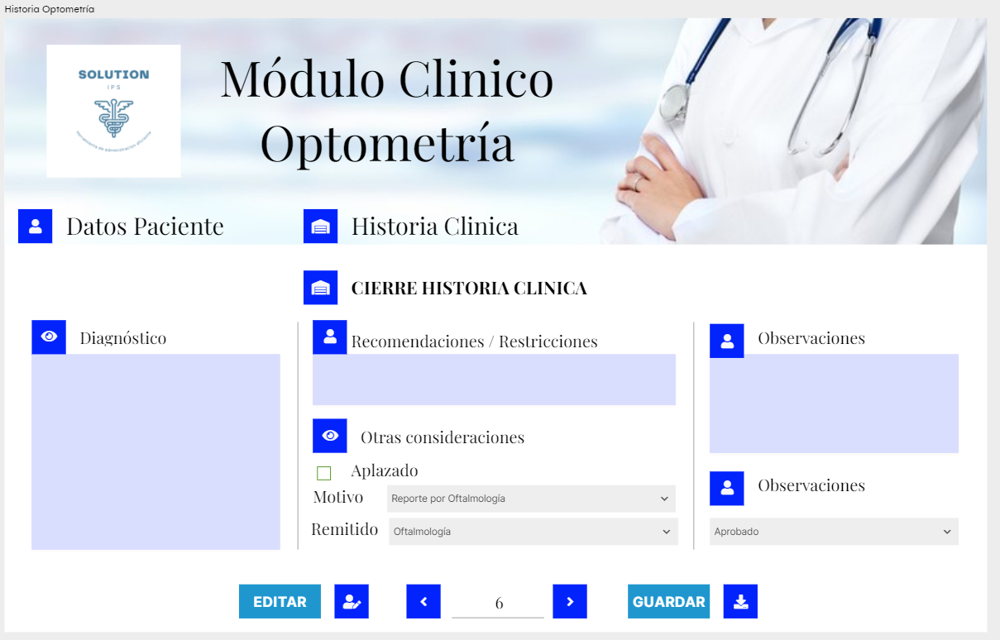 Historia Optometría
SOLUTION
IPS
Módulo Clinico
Optometría
Datos Paciente
Historia Clinica
CIERRE HISTORIA CLINICA
Diagnóstico
Recomendaciones / Restricciones
Observaciones
Otras consideraciones
Aplazado
Motivo
Reporte por Oftalmología
Remitido
Oftalmología
Observaciones
Aprobado
EDITAR
6
GUARDAR